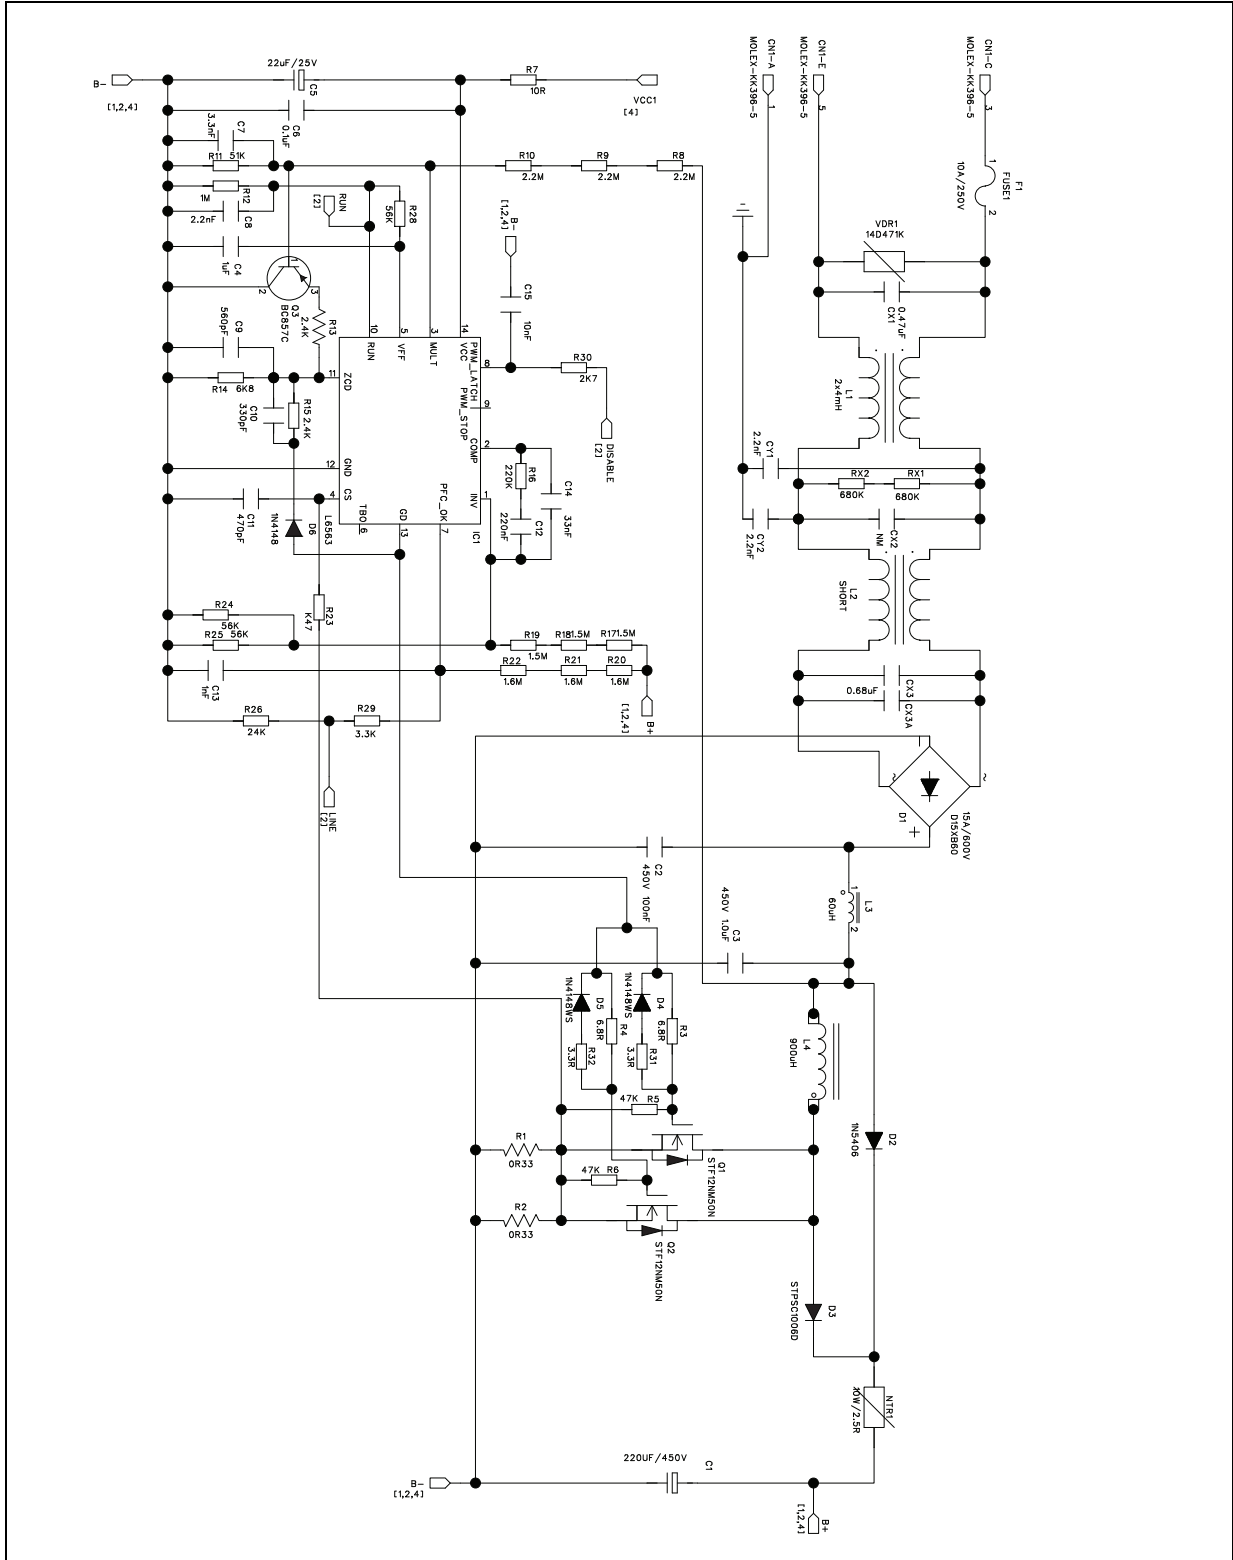 CN1-C
MOLEX-KK396-5
3
CN1-E
MOLEX-KK396-5
5
CN1-A
MOLEX-KK396-5
1
22uF/25V
C5
B-
[1,2,4]
R7
10R
VCC1
[4]
C6
0.1uF
C7
3.3nF
R11 51K
R12
1M
C8
2.2nF
C4
1uF
RUN
[2]
R28
56K
R10
2.2M
R9
2.2M
R8
2.2M
B-
[1,2,4]
C15
10nF
F1
FUSE1
10A/250V
1
2
VDR1
14D471K
CX1
0.47uF
1
2
3
Q3
BC857C
R13
2.4K
C9
560pF
R14 6K8
C10
330pF
R15
2.4K
10
RUN
5
VFF
3
MULT
14
VCC
8
PWM_LATCH
9
PWM_STOP
2
COMP
1
INV
11
ZCD
12
GND
4
CS
TBO
6
GD
13
PFC_OK
7
IC1
L6563
R30
2K7
DISABLE
[2]
R16
220K
C14
33nF
C12
220nF
C11
470pF
D6
1N4148
L1
2x4mH
CY1
2.2nF
CY2
2.2nF
RX2
680K
RX1
680K
CX2
NM
L2
SHORT
R24
56K
R25
56K
C13
1nF
R23
K47
R19
1.5M
R18
1.5M
R17
1.5M
R22
1.6M
R21
1.6M
R20
1.6M
B+
[1,2,4]
R26
24K
R29
3.3K
LINE
[2]
CX3
0.68uF
CX3A
~
~
-
+
D1
15A/600V
D15XB60
C2
450V 100nF
C3
450V 1.0uF
L3
1
2
60uH
D5
1N4148WS
D4
1N4148WS
R4
6.8R
R3
6.8R
R32
3.3R
R31
3.3R
L4
900uH
47K R5
47K R6
R1
0R33
R2
0R33
Q1
STF12NM50N
Q2
STF12NM50N
D2
1N5406
D3
STPSC1006D
NTR1
10W/2.5R
220UF/450V
C1
B-
[1,2,4]
B+
[1,2,4]